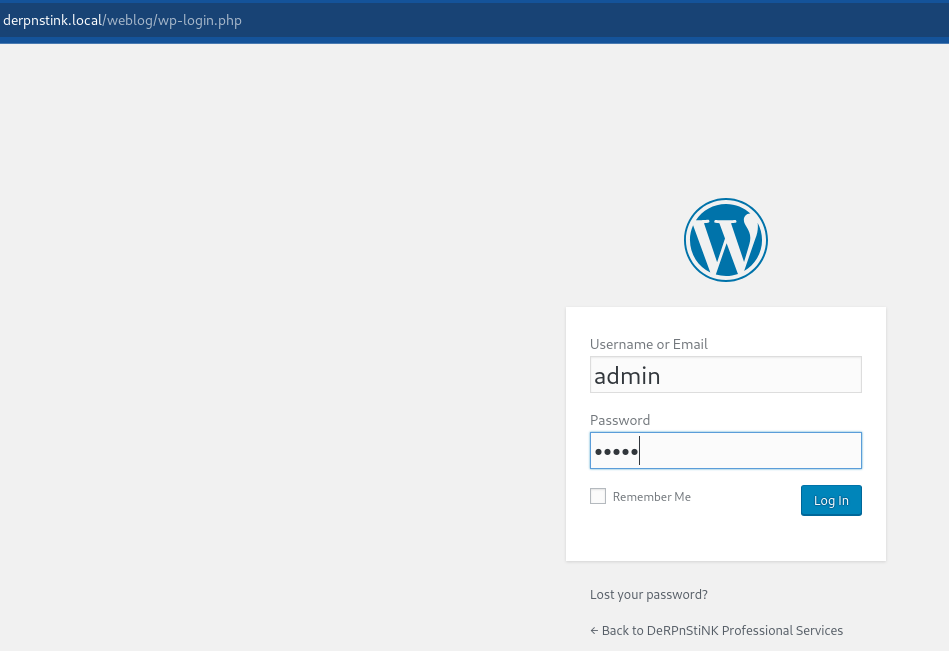 derpnstink.local/weblog/wp-login.php
W
Username or Email
admin
Password
•••••
Remember Me
Log In
Lost your password?
← Back to DeRPnStiNK Professional Services